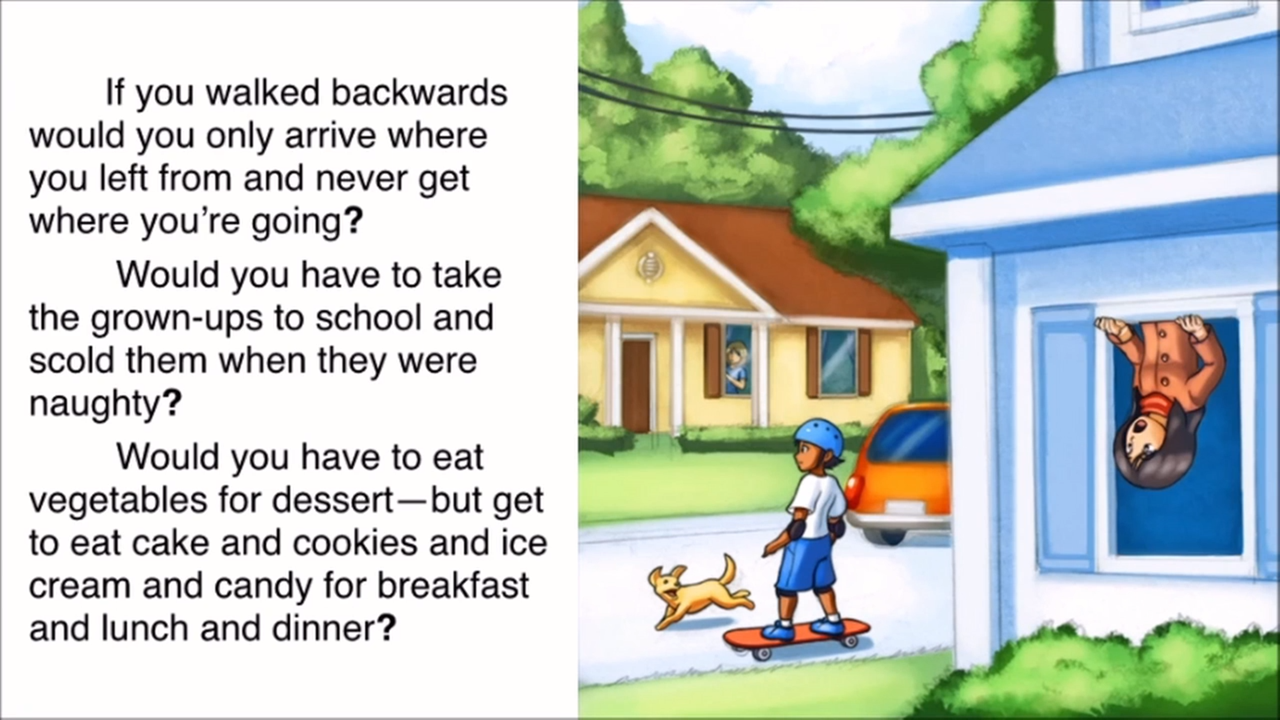 If you walked backwards
would you only arrive where
you left from and never get
where you’re going?
Would you have to take
the grown-ups to school and
scold them when they were
naughty?
Would you have to eat
vegetables for dessert—but get
to eat cake and cookies and ice
cream and candy for breakfast
and lunch and dinner?